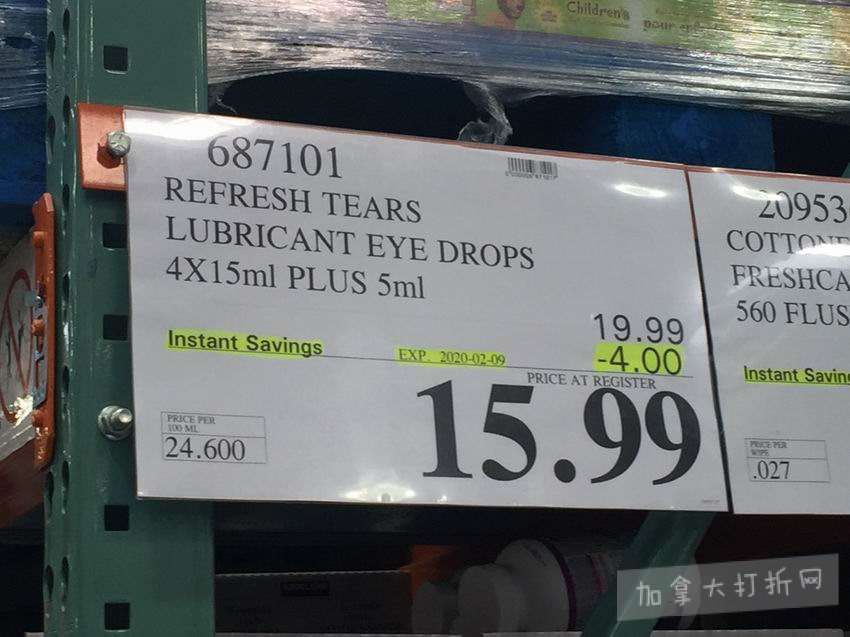 Children's
687101
REFRESH TEARS
LUBRICANT EYE DROPS
4X15ml PLUS 5ml
19.99
Instant Savings EXP. 2020-02-09 -4.00
PRICE AT REGISTER
15.99
PRICE PER
100 ML
24.600
20953
COTTONE
FRESHCA
560 FLUS
Instant Savin
PRICE PER
WIPE
.027
加拿大打折网